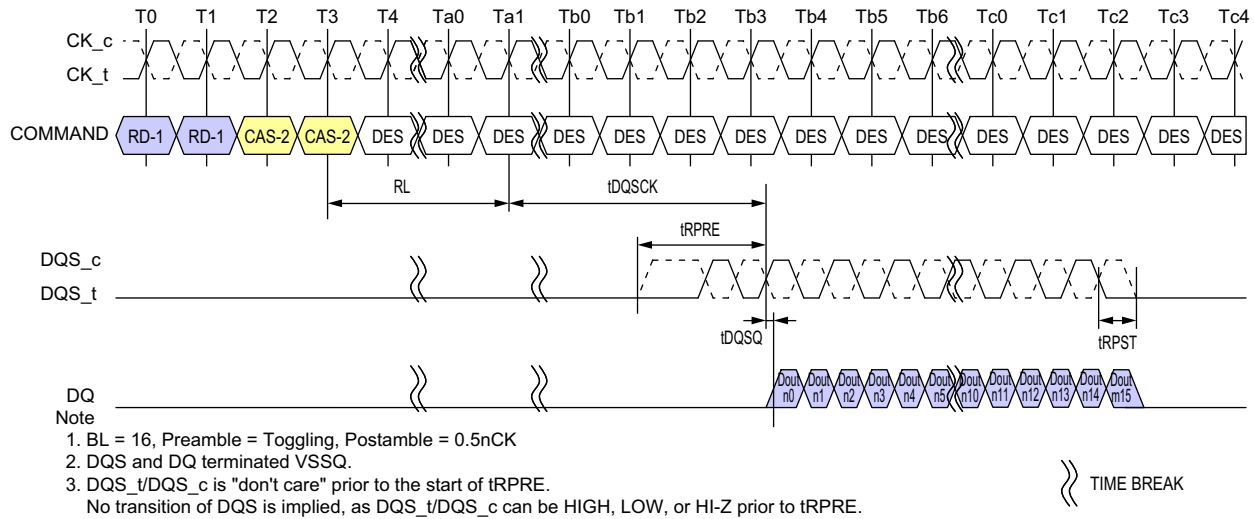 T0 T1 T2 T3 T4 Ta0 Ta1 Tb0 Tb1 Tb2 Tb3 Tb4 Tb5 Tb6 Tc0 Tc1 Tc2 Tc3 Tc4
CK_c
CK_t
COMMAND RD-1 RD-1 CAS-2 CAS-2 DES DES DES DES DES DES DES DES DES DES DES DES DES DES DES
RL tDQSCK
tRPRE
DQS_c
DQS_t
tDQSQ tRPST
Dout Dout Dout Dout Dout Dout Dout Dout Dout Dout Dout Dout
DQ n0 n1 n2 n3 n4 n5 n10 n11 n12 n13 n14 m15
Note
1. BL = 16, Preamble = Toggling, Postamble = 0.5nCK
2. DQS and DQ terminated VSSQ.
3. DQS_t/DQS_c is "don't care" prior to the start of tRPRE.
No transition of DQS is implied, as DQS_t/DQS_c can be HIGH, LOW, or HI-Z prior to tRPRE.
TIME BREAK